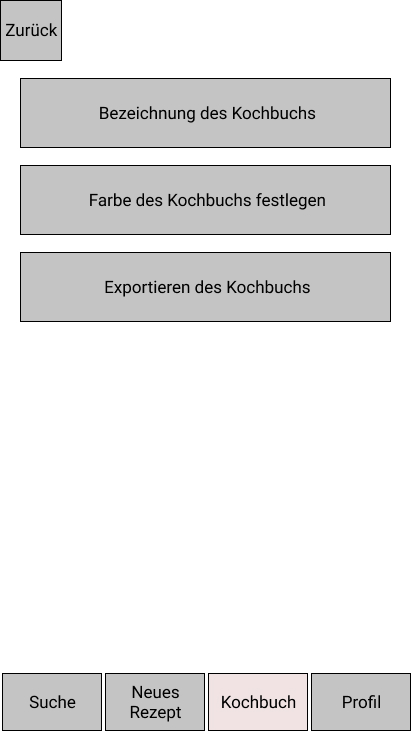 Zurück
Bezeichnung des Kochbuchs
Farbe des Kochbuchs festlegen
Exportieren des Kochbuchs
Suche
Neues
Rezept
Kochbuch
Profil